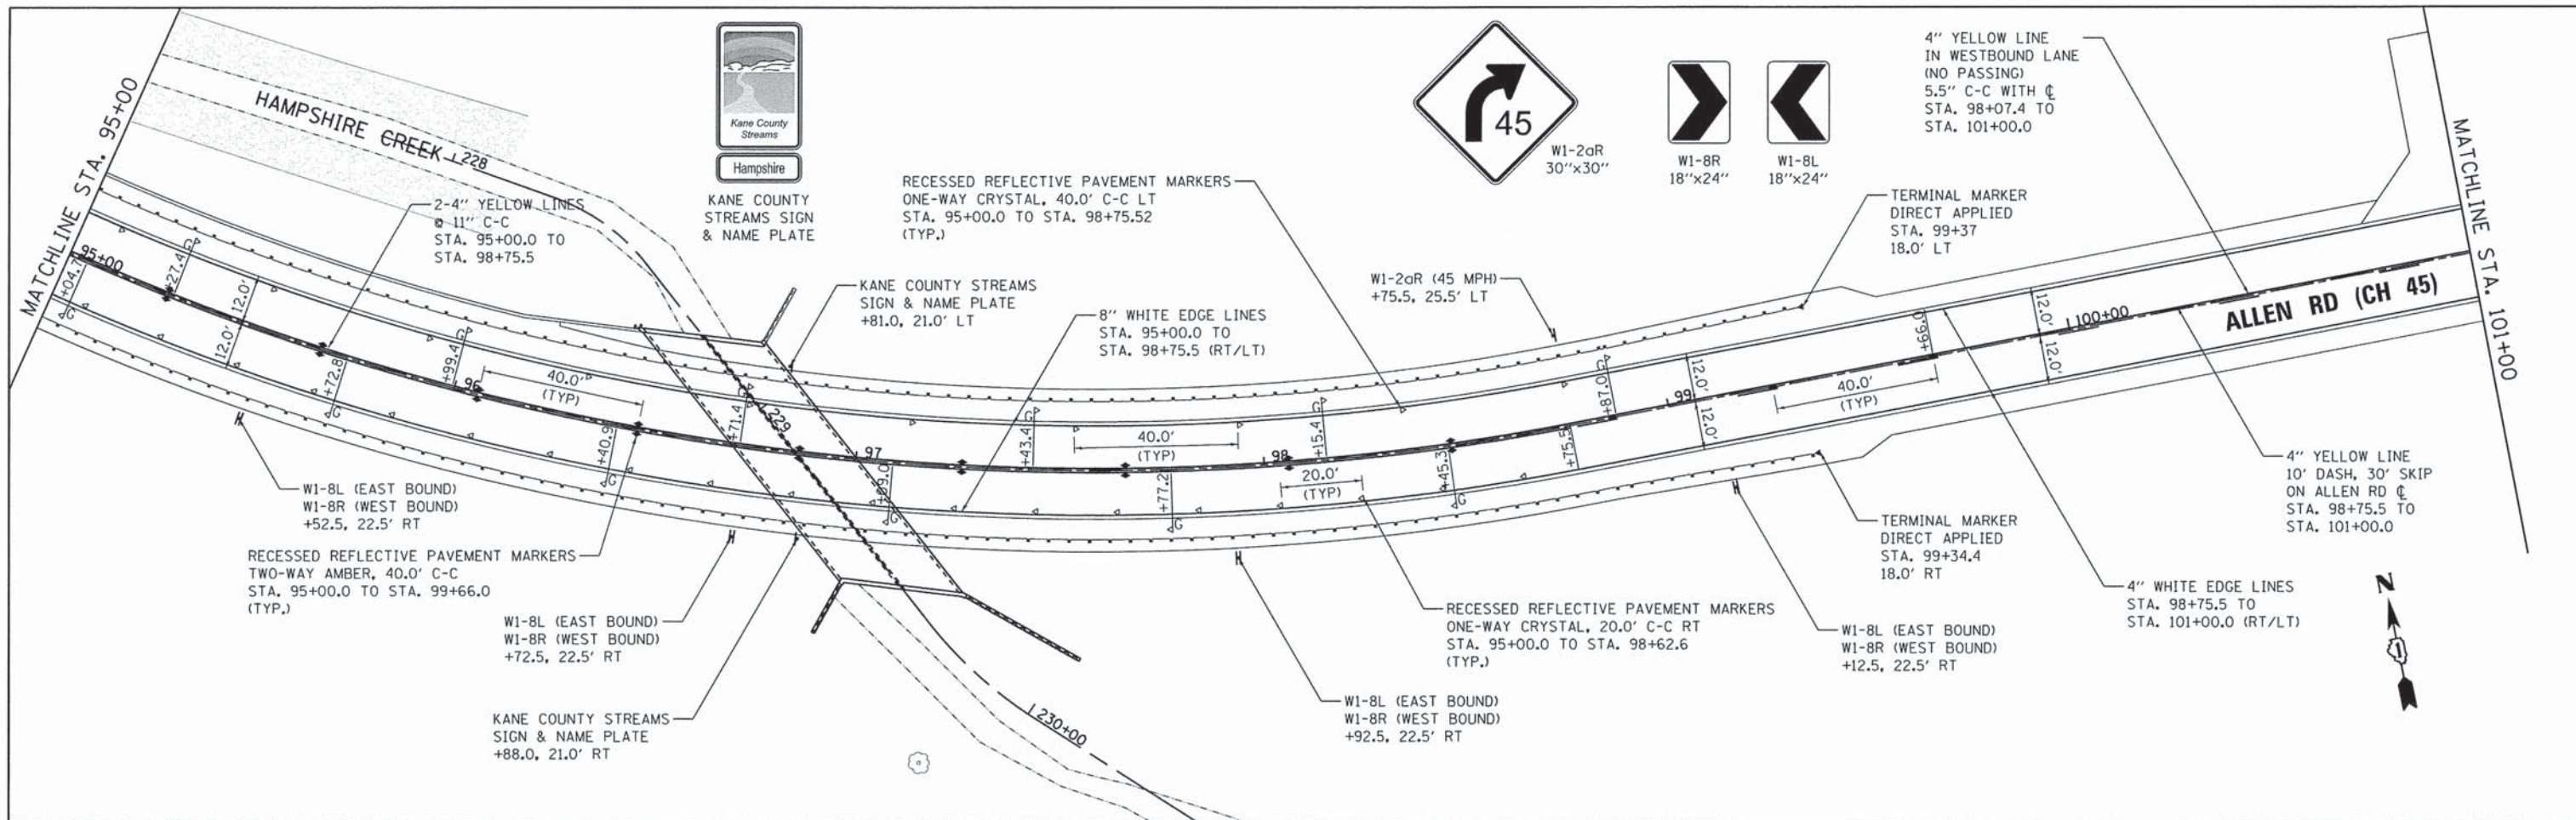 MATCHLINE STA. 95+00
HAMPSHIRE CREEK
228
95+00
+04.7
+27.4
12.0'
12.0'
2-4" YELLOW LINES
@ 11" C-C
STA. 95+00.0 TO
STA. 98+75.5
Kane County
Streams
Hampshire
KANE COUNTY
STREAMS SIGN
& NAME PLATE
RECESSED REFLECTIVE PAVEMENT MARKERS
ONE-WAY CRYSTAL, 40.0' C-C LT
STA. 95+00.0 TO STA. 98+75.52
(TYP.)
KANE COUNTY STREAMS
SIGN & NAME PLATE
+81.0, 21.0' LT
8" WHITE EDGE LINES
STA. 95+00.0 TO
STA. 98+75.5 (RT/LT)
45
W1-2aR
30"x30"
W1-8R
18"x24"
W1-8L
18"x24"
4" YELLOW LINE
IN WESTBOUND LANE
(NO PASSING)
5.5" C-C WITH ℄
STA. 98+07.4 TO
STA. 101+00.0
W1-2aR (45 MPH)
+75.5, 25.5' LT
TERMINAL MARKER
DIRECT APPLIED
STA. 99+37
18.0' LT
MATCHLINE STA. 101+00
+72.8
+99.4
96
40.0'
(TYP)
+40.9
+71.4
229
97
+09.0
+43.4
40.0'
(TYP)
+77.2
98
+15.4
20.0'
(TYP)
+45.3
+75.5
+87.0
12.0'
99
12.0'
40.0'
(TYP)
+66.0
12.0'
12.0'
100+00
ALLEN RD (CH 45)
G
G
G
G
G
G
G
G
G
G
G
G
W1-8L (EAST BOUND)
W1-8R (WEST BOUND)
+52.5, 22.5' RT
RECESSED REFLECTIVE PAVEMENT MARKERS
TWO-WAY AMBER, 40.0' C-C
STA. 95+00.0 TO STA. 99+66.0
(TYP.)
W1-8L (EAST BOUND)
W1-8R (WEST BOUND)
+72.5, 22.5' RT
KANE COUNTY STREAMS
SIGN & NAME PLATE
+88.0, 21.0' RT
230+00
W1-8L (EAST BOUND)
W1-8R (WEST BOUND)
+92.5, 22.5' RT
RECESSED REFLECTIVE PAVEMENT MARKERS
ONE-WAY CRYSTAL, 20.0' C-C RT
STA. 95+00.0 TO STA. 98+62.6
(TYP.)
W1-8L (EAST BOUND)
W1-8R (WEST BOUND)
+12.5, 22.5' RT
TERMINAL MARKER
DIRECT APPLIED
STA. 99+34.4
18.0' RT
4" WHITE EDGE LINES
STA. 98+75.5 TO
STA. 101+00.0 (RT/LT)
4" YELLOW LINE
10' DASH, 30' SKIP
ON ALLEN RD ℄
STA. 98+75.5 TO
STA. 101+00.0
N